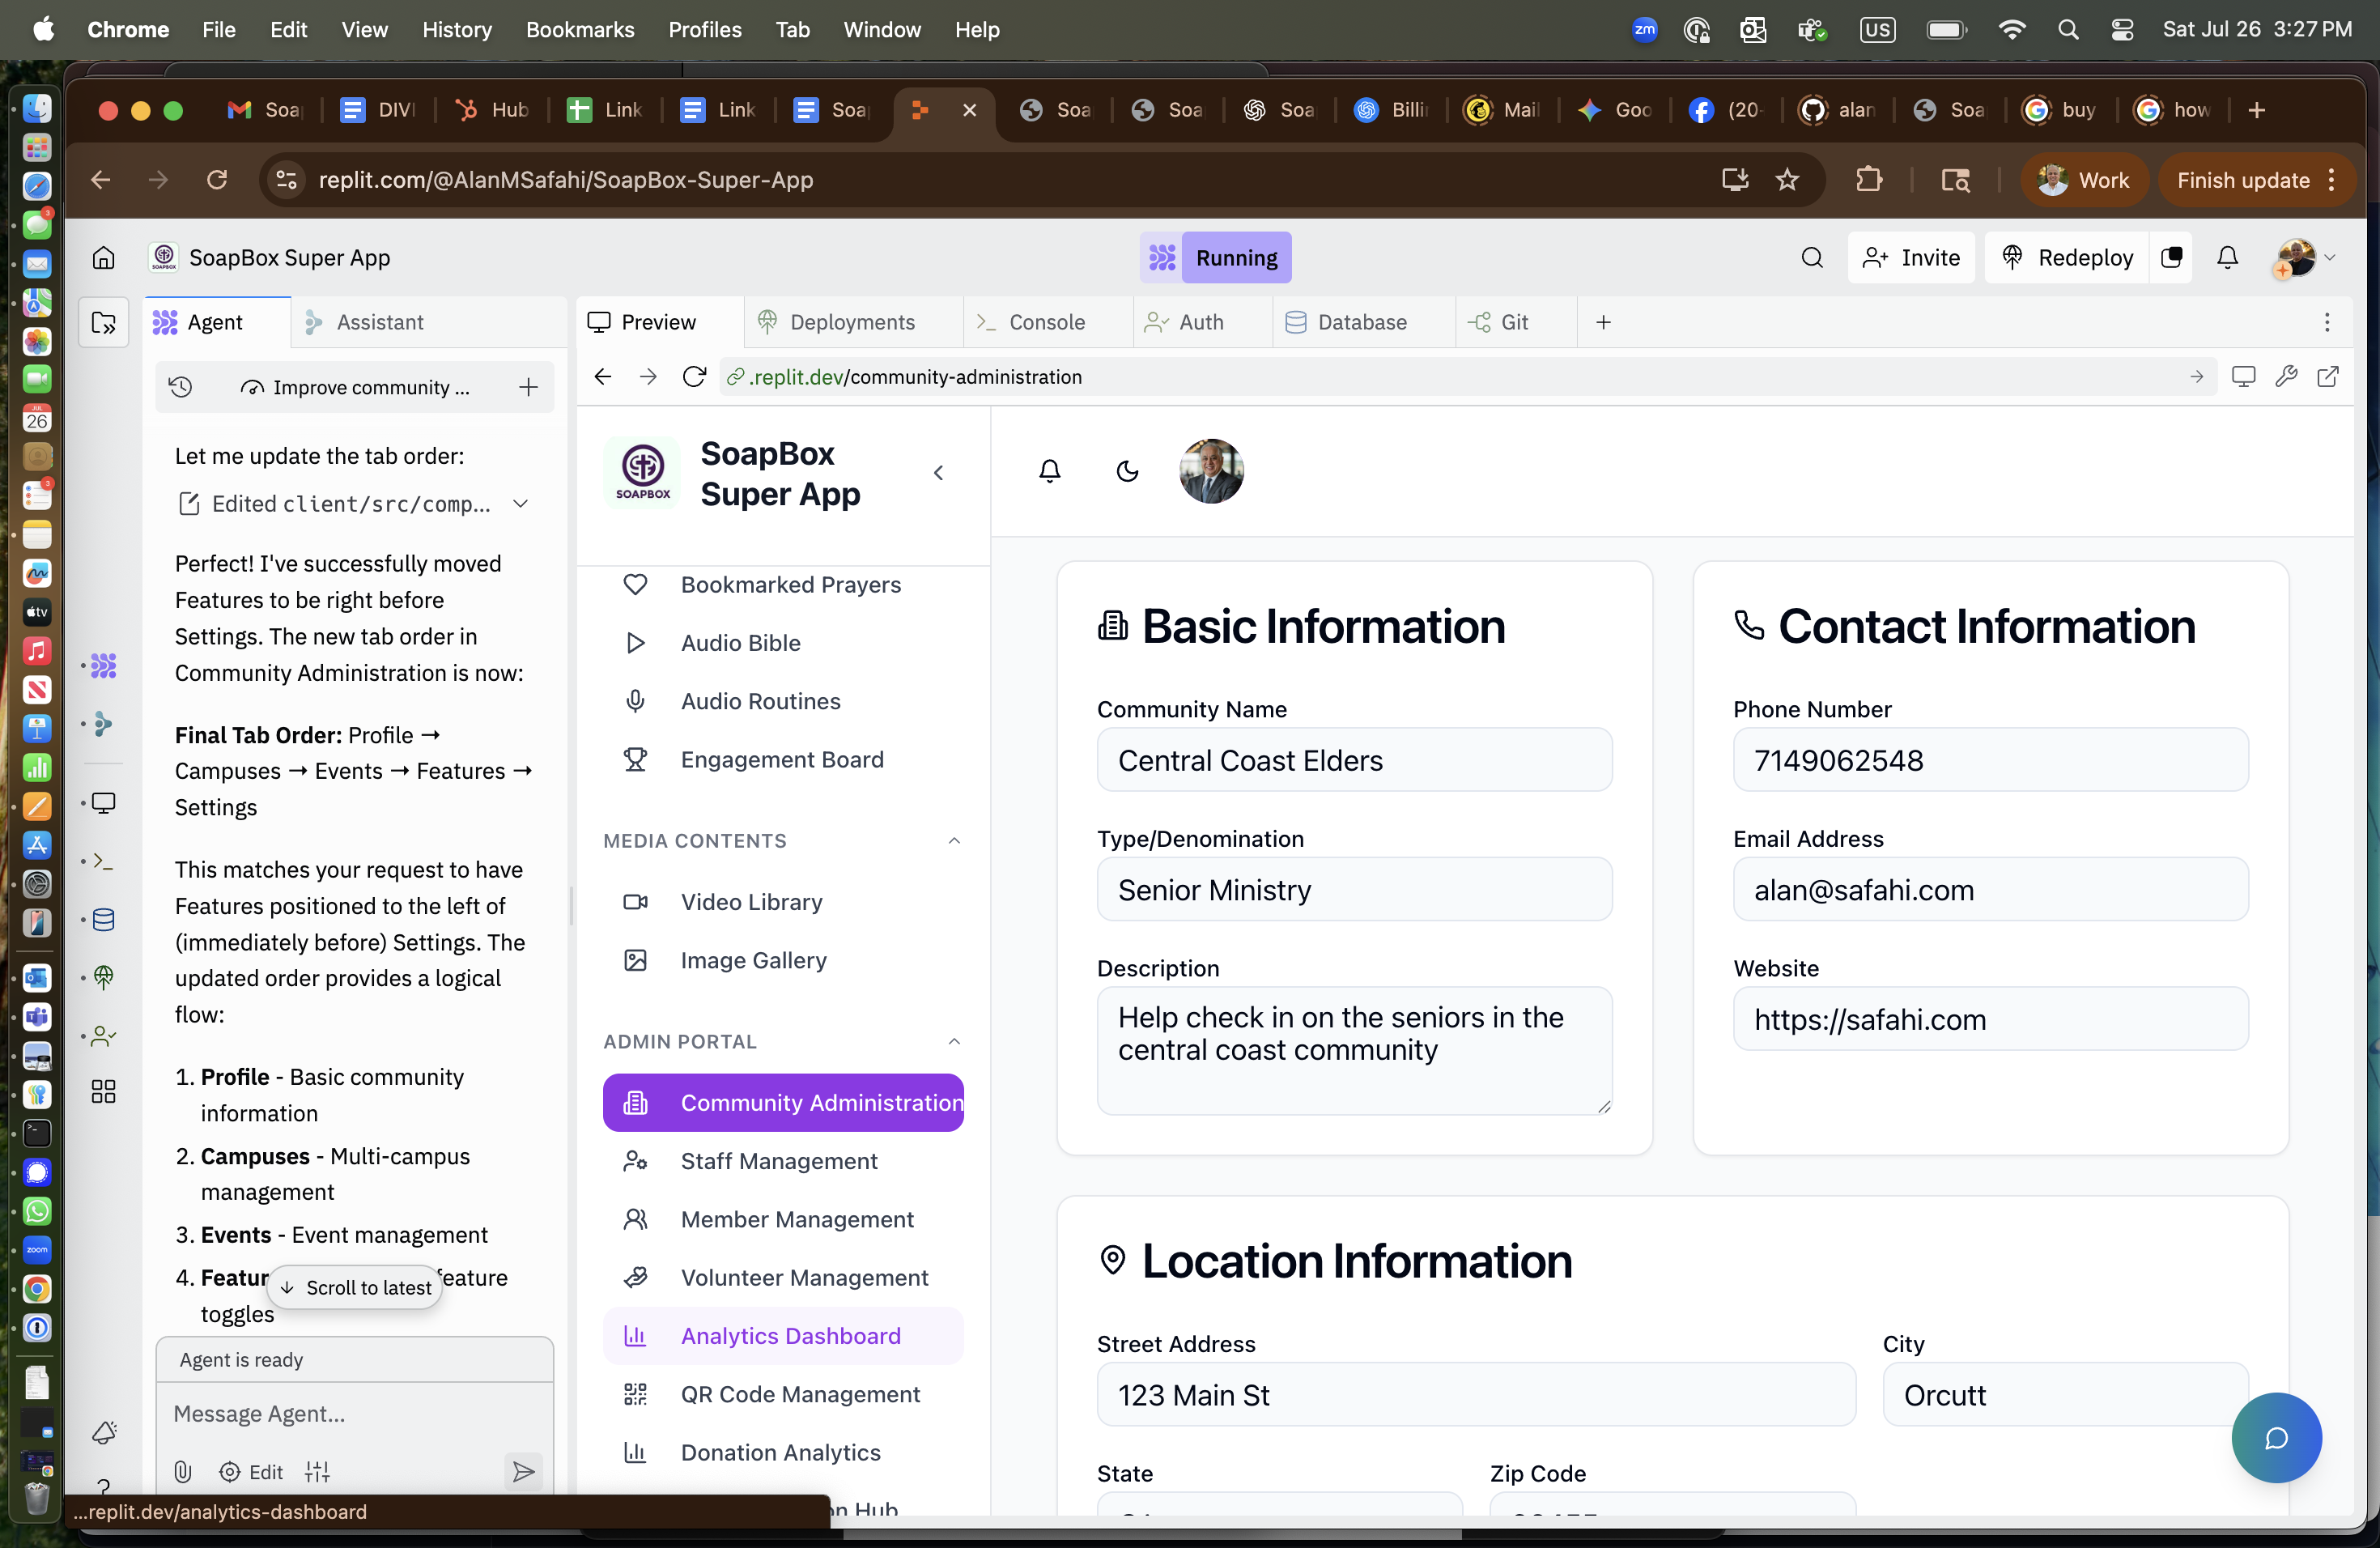 Chrome File Edit View History Bookmarks Profiles Tab Window Help
zm US Sat Jul 26 3:27 PM
Soa DIVI Hub Link Link Soa Soa Soa Soa Billi Mail Goo (20- alan Soa buy how
replit.com/@AlanMSafahi/SoapBox-Super-App
Work Finish update
SoapBox Super App
Running
Invite Redeploy
Agent Assistant
Preview Deployments Console Auth Database Git
Improve community ...
.replit.dev/community-administration
Let me update the tab order:
Edited client/src/comp...
Perfect! I've successfully moved
Features to be right before
Settings. The new tab order in
Community Administration is now:
Final Tab Order: Profile →
Campuses → Events → Features →
Settings
This matches your request to have
Features positioned to the left of
(immediately before) Settings. The
updated order provides a logical
flow:
1. Profile - Basic community
information
2. Campuses - Multi-campus
management
3. Events - Event management
4. Featur feature
toggles
Scroll to latest
Agent is ready
Message Agent...
Edit
...replit.dev/analytics-dashboard
SOAPBOX
SoapBox
Super App
Bookmarked Prayers
Audio Bible
Audio Routines
Engagement Board
MEDIA CONTENTS
Video Library
Image Gallery
ADMIN PORTAL
Community Administration
Staff Management
Member Management
Volunteer Management
Analytics Dashboard
QR Code Management
Donation Analytics
on Hub
Basic Information
Community Name
Central Coast Elders
Type/Denomination
Senior Ministry
Description
Help check in on the seniors in the
central coast community
Contact Information
Phone Number
7149062548
Email Address
alan@safahi.com
Website
https://safahi.com
Location Information
Street Address
123 Main St
City
Orcutt
State
Zip Code
JUL
26
3
3
tv
zoom